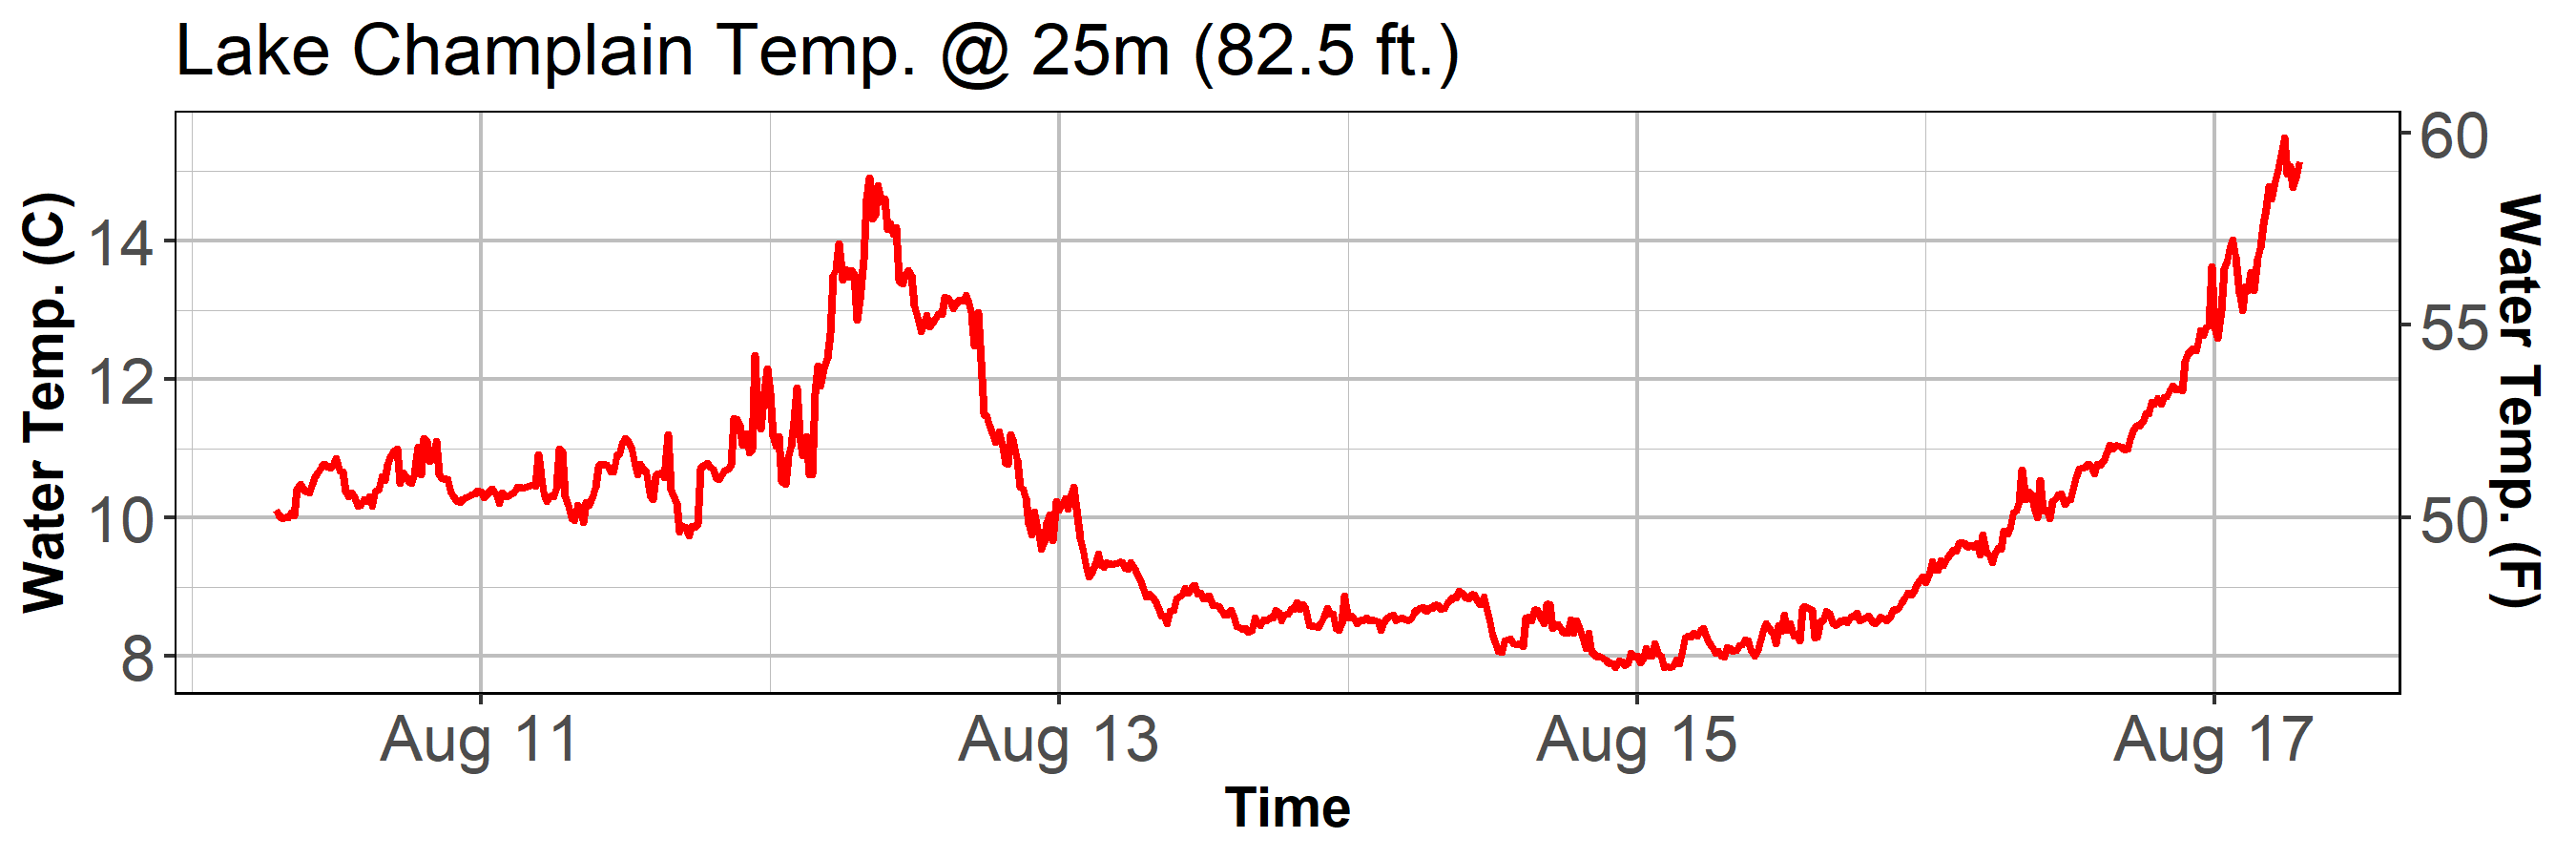 Lake Champlain Temp. @ 25m (82.5 ft.)
Water Temp. (C)
14
12
10
8
60
55
50
Water Temp. (F)
Aug 11
Aug 13
Aug 15
Aug 17
Time